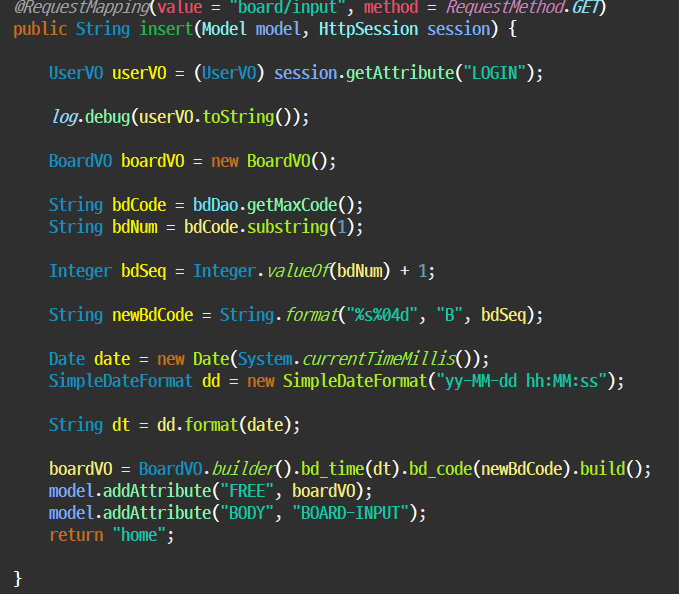 @RequestMapping(value = "board/input", method = RequestMethod.GET)
public String insert(Model model, HttpSession session) {
UserVO userVO = (UserVO) session.getAttribute("LOGIN");
log.debug(userVO.toString());
BoardVO boardVO = new BoardVO();
String bdCode = bdDao.getMaxCode();
String bdNum = bdCode.substring(1);
Integer bdSeq = Integer.valueOf(bdNum) + 1;
String newBdCode = String.format("%s%04d", "B", bdSeq);
Date date = new Date(System.currentTimeMillis());
SimpleDateFormat dd = new SimpleDateFormat("yy-MM-dd hh:MM:ss");
String dt = dd.format(date);
boardVO = BoardVO.builder().bd_time(dt).bd_code(newBdCode).build();
model.addAttribute("FREE", boardVO);
model.addAttribute("BODY", "BOARD-INPUT");
return "home";
}